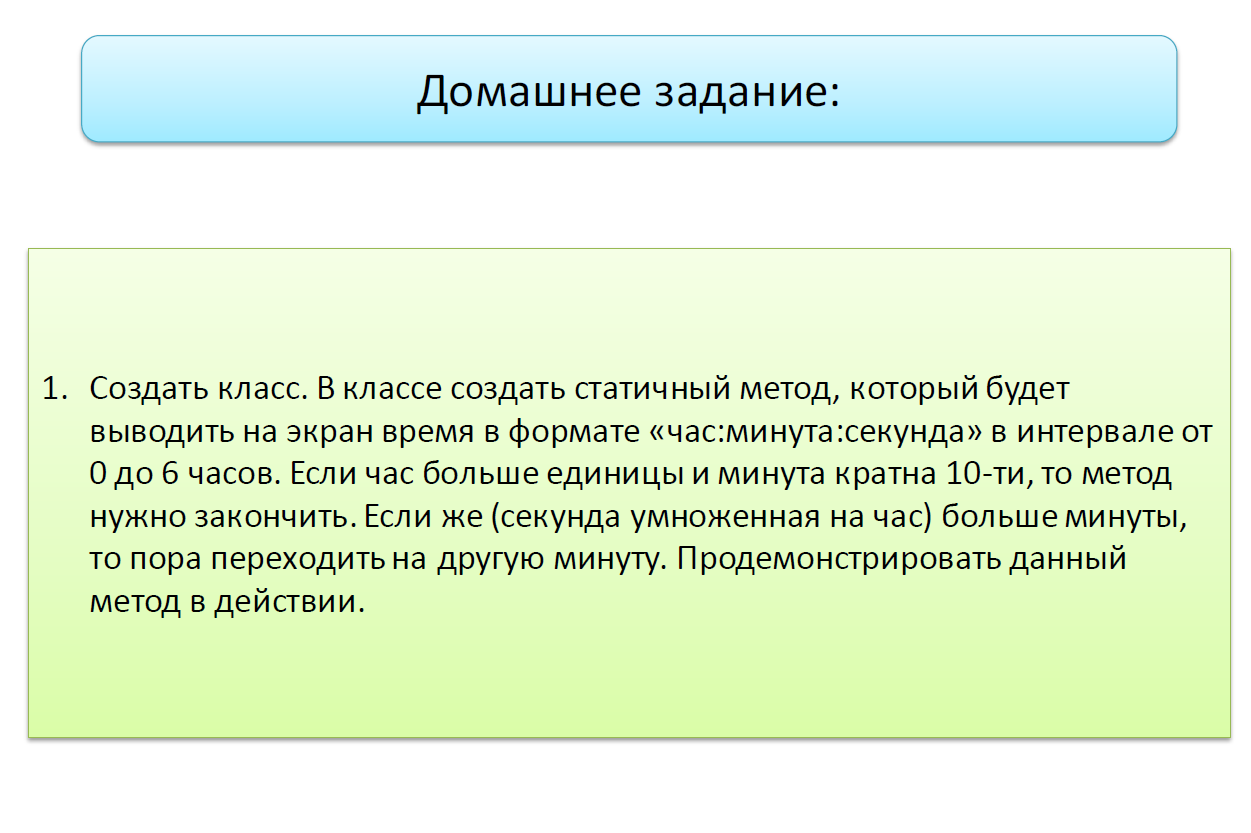 Домашнее задание:
1. Создать класс. В классе создать статичный метод, который будет
выводить на экран время в формате «час:минута:секунда» в интервале от
0 до 6 часов. Если час больше единицы и минута кратна 10-ти, то метод
нужно закончить. Если же (секунда умноженная на час) больше минуты,
то пора переходить на другую минуту. Продемонстрировать данный
метод в действии.